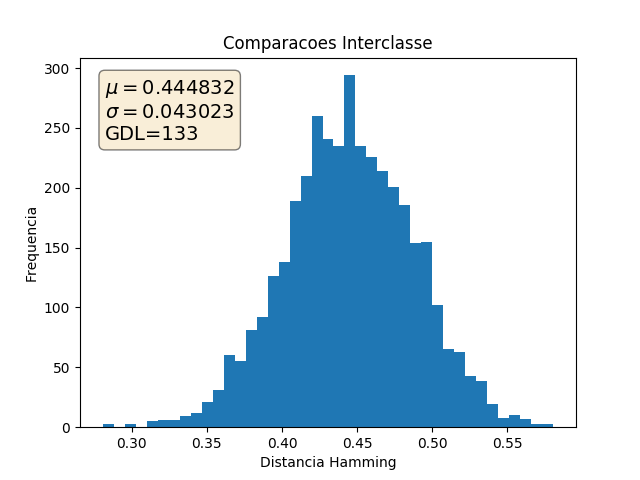 Comparacoes Interclasse
μ = 0.444832
σ = 0.043023
GDL=133
Frequencia
300
250
200
150
100
50
0
0.30 0.35 0.40 0.45 0.50 0.55
Distancia Hamming